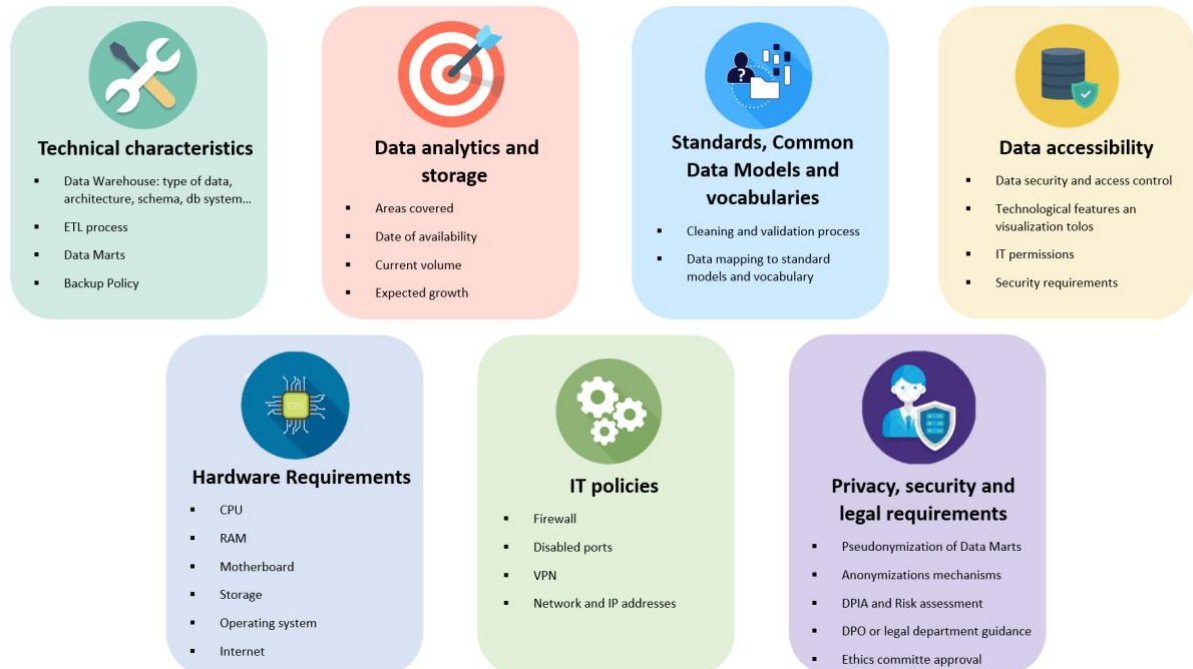 Technical characteristics
▪ Data Warehouse: type of data,
architecture, schema, db system...
▪ ETL process
▪ Data Marts
▪ Backup Policy
Data analytics and
storage
▪ Areas covered
▪ Date of availability
▪ Current volume
▪ Expected growth
?
Standards, Common
Data Models and
vocabularies
▪ Cleaning and validation process
▪ Data mapping to standard
models and vocabulary
Data accessibility
▪ Data security and access control
▪ Technological features an
visualization tolos
▪ IT permissions
▪ Security requirements
CPU
Hardware Requirements
▪ CPU
▪ RAM
▪ Motherboard
▪ Storage
▪ Operating system
▪ Internet
IT policies
▪ Firewall
▪ Disabled ports
▪ VPN
▪ Network and IP addresses
Privacy, security and
legal requirements
▪ Pseudonymization of Data Marts
▪ Anonymizations mechanisms
▪ DPIA and Risk assessment
▪ DPO or legal department guidance
▪ Ethics committe approval